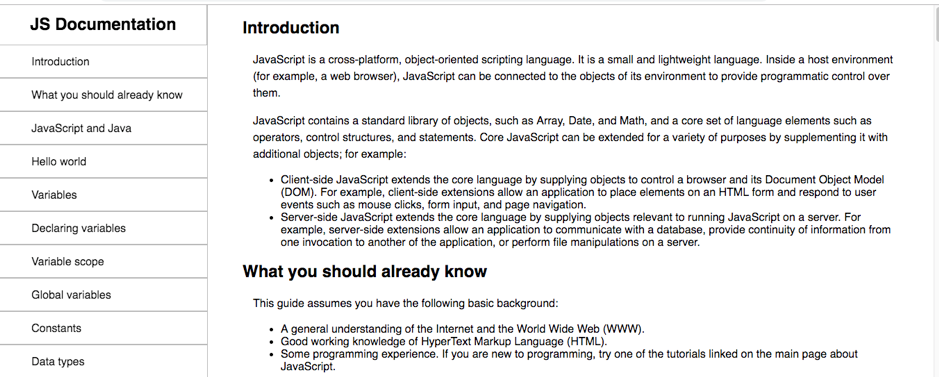 JS Documentation
Introduction
What you should already know
JavaScript and Java
Hello world
Variables
Declaring variables
Variable scope
Global variables
Constants
Data types
Introduction
JavaScript is a cross-platform, object-oriented scripting language. It is a small and lightweight language. Inside a host environment
(for example, a web browser), JavaScript can be connected to the objects of its environment to provide programmatic control over
them.
JavaScript contains a standard library of objects, such as Array, Date, and Math, and a core set of language elements such as
operators, control structures, and statements. Core JavaScript can be extended for a variety of purposes by supplementing it with
additional objects; for example:
• Client-side JavaScript extends the core language by supplying objects to control a browser and its Document Object Model
(DOM). For example, client-side extensions allow an application to place elements on an HTML form and respond to user
events such as mouse clicks, form input, and page navigation.
• Server-side JavaScript extends the core language by supplying objects relevant to running JavaScript on a server. For
example, server-side extensions allow an application to communicate with a database, provide continuity of information from
one invocation to another of the application, or perform file manipulations on a server.
What you should already know
This guide assumes you have the following basic background:
• A general understanding of the Internet and the World Wide Web (WWW).
• Good working knowledge of HyperText Markup Language (HTML).
• Some programming experience. If you are new to programming, try one of the tutorials linked on the main page about
JavaScript.